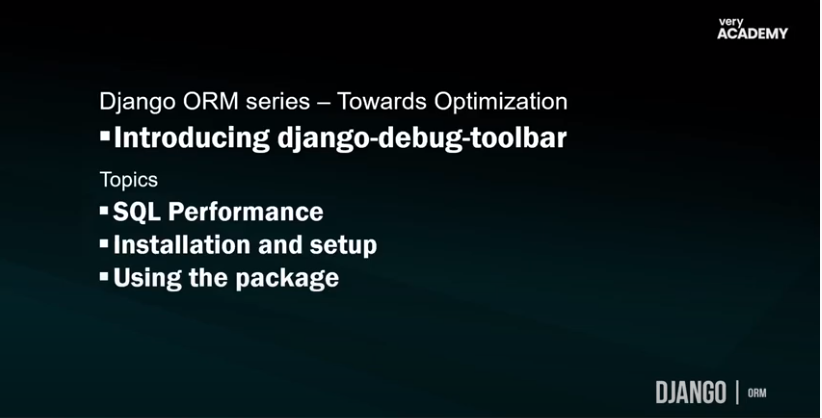 very
ACADEMY
Django ORM series – Towards Optimization
▪Introducing django-debug-toolbar
Topics
▪SQL Performance
▪Installation and setup
▪Using the package
DJANGO | ORM